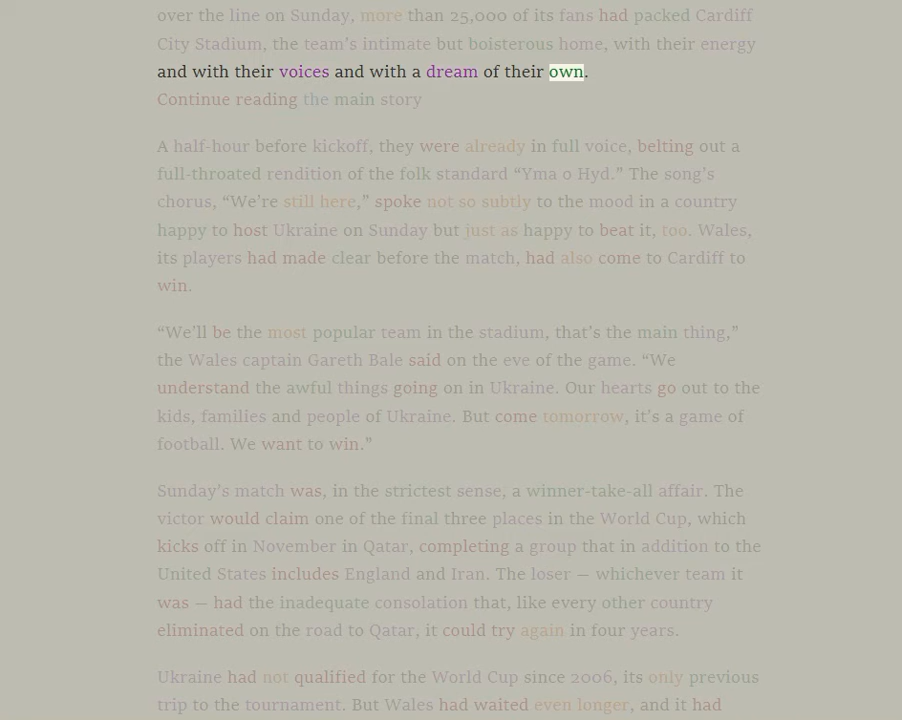 over the line on Sunday, more than 25,000 of its fans had packed Cardiff
City Stadium, the team’s intimate but boisterous home, with their energy
and with their voices and with a dream of their own.
Continue reading the main story
A half-hour before kickoff, they were already in full voice, belting out a
full-throated rendition of the folk standard “Yma o Hyd.” The song’s
chorus, “We’re still here,” spoke not so subtly to the mood in a country
happy to host Ukraine on Sunday but just as happy to beat it, too. Wales,
its players had made clear before the match, had also come to Cardiff to
win.
“We’ll be the most popular team in the stadium, that’s the main thing,”
the Wales captain Gareth Bale said on the eve of the game. “We
understand the awful things going on in Ukraine. Our hearts go out to the
kids, families and people of Ukraine. But come tomorrow, it’s a game of
football. We want to win.”
Sunday’s match was, in the strictest sense, a winner-take-all affair. The
victor would claim one of the final three places in the World Cup, which
kicks off in November in Qatar, completing a group that in addition to the
United States includes England and Iran. The loser — whichever team it
was — had the inadequate consolation that, like every other country
eliminated on the road to Qatar, it could try again in four years.
Ukraine had not qualified for the World Cup since 2006, its only previous
trip to the tournament. But Wales had waited even longer, and it had